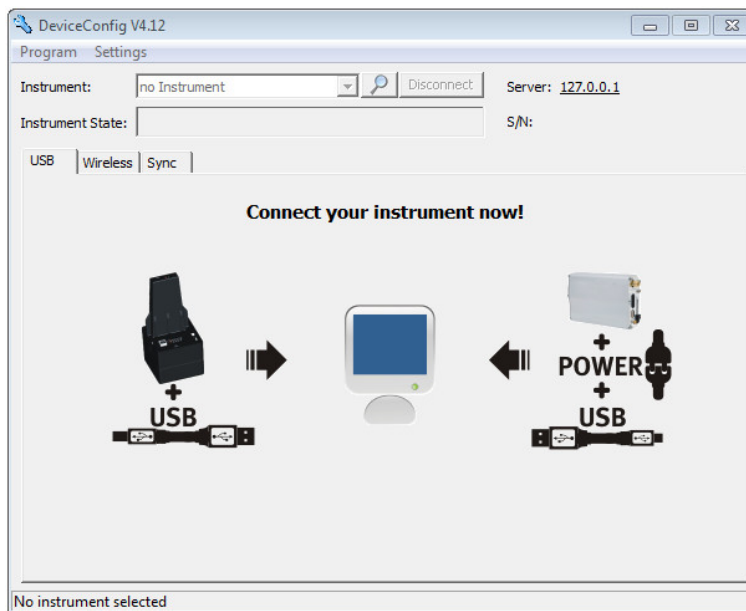 DeviceConfig V4.12
Program Settings
Instrument: no Instrument Disconnect Server: 127.0.0.1
Instrument State: S/N:
USB Wireless Sync
Connect your instrument now!
+
POWER
+ +
USB USB
No instrument selected